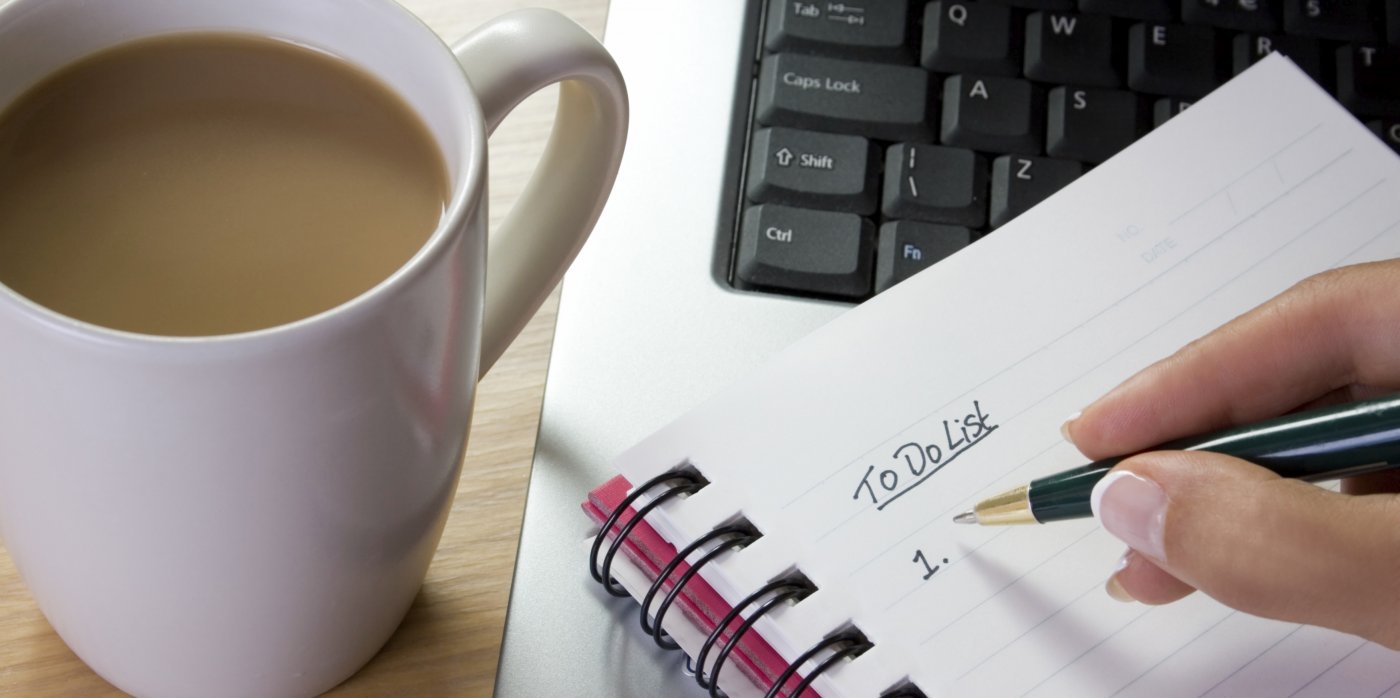 Tab
Q W E R T
Caps Lock
A S
Shift
| \
Z
Ctrl
Fn
NO.
DATE
To Do List
1.